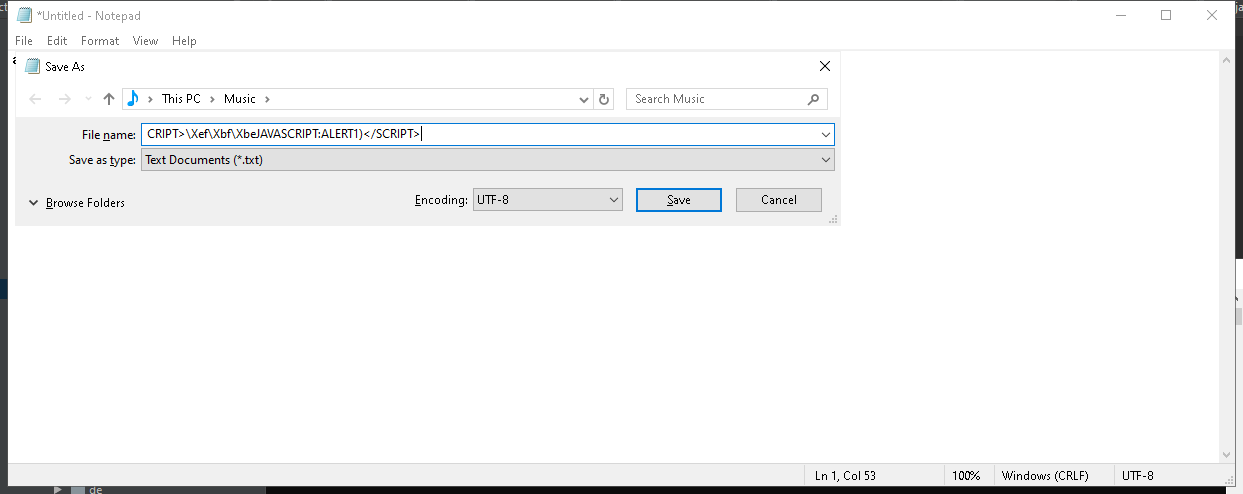 *Untitled - Notepad
File Edit Format View Help
Save As
This PC Music
Search Music
File name: CRIPT>\Xef\Xbf\XbeJAVASCRIPT:ALERT1)</SCRIPT>
Save as type: Text Documents (*.txt)
Browse Folders
Encoding: UTF-8
Save
Cancel
Ln 1, Col 53
100%
Windows (CRLF)
UTF-8
de